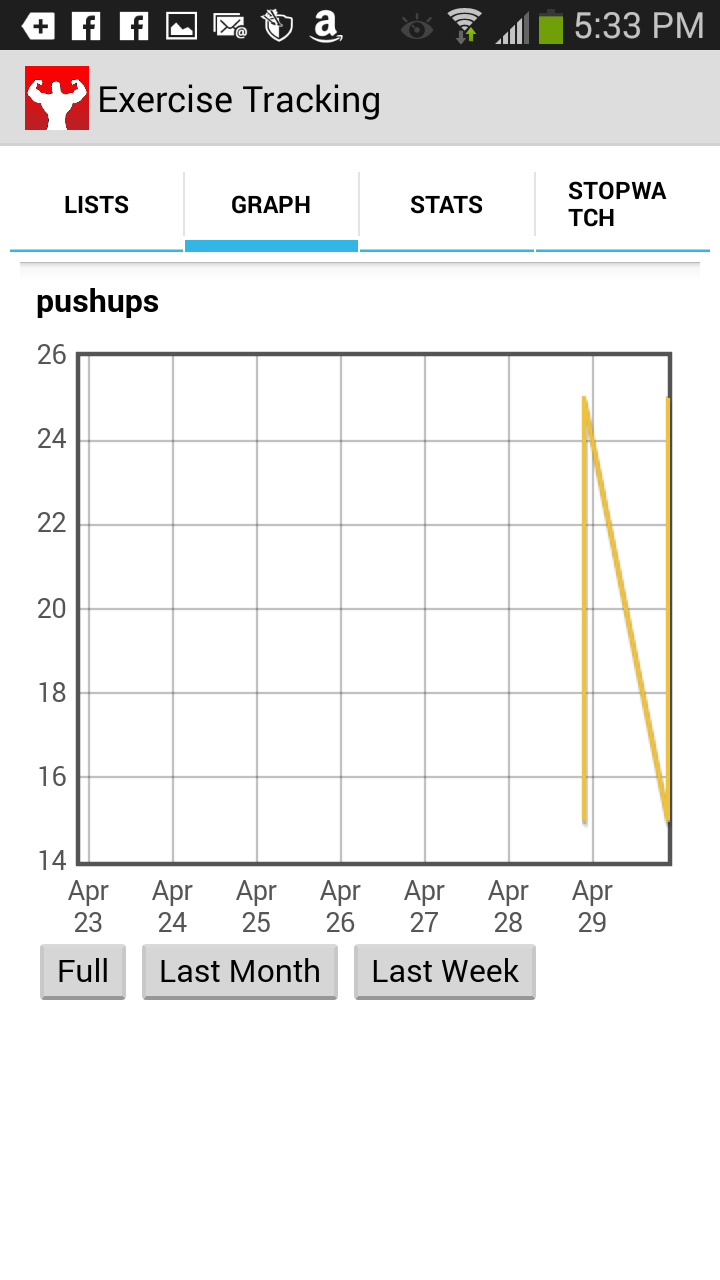 5:33 PM
Exercise Tracking
LISTS
GRAPH
STATS
STOPWA
TCH
pushups
26
24
22
20
18
16
14
Apr Apr Apr Apr Apr Apr Apr
23 24 25 26 27 28 29
Full
Last Month
Last Week